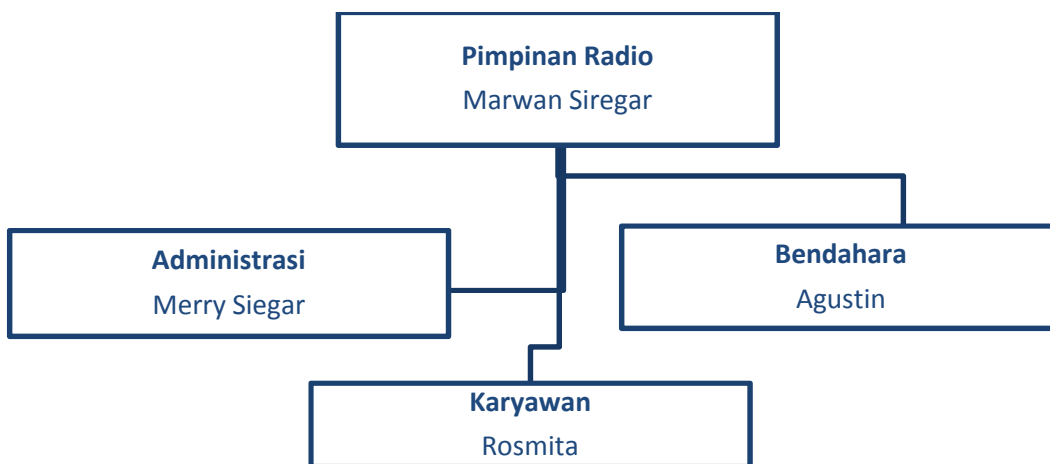 Pimpinan Radio
Marwan Siregar
Administrasi
Merry Siegar
Bendahara
Agustin
Karyawan
Rosmita